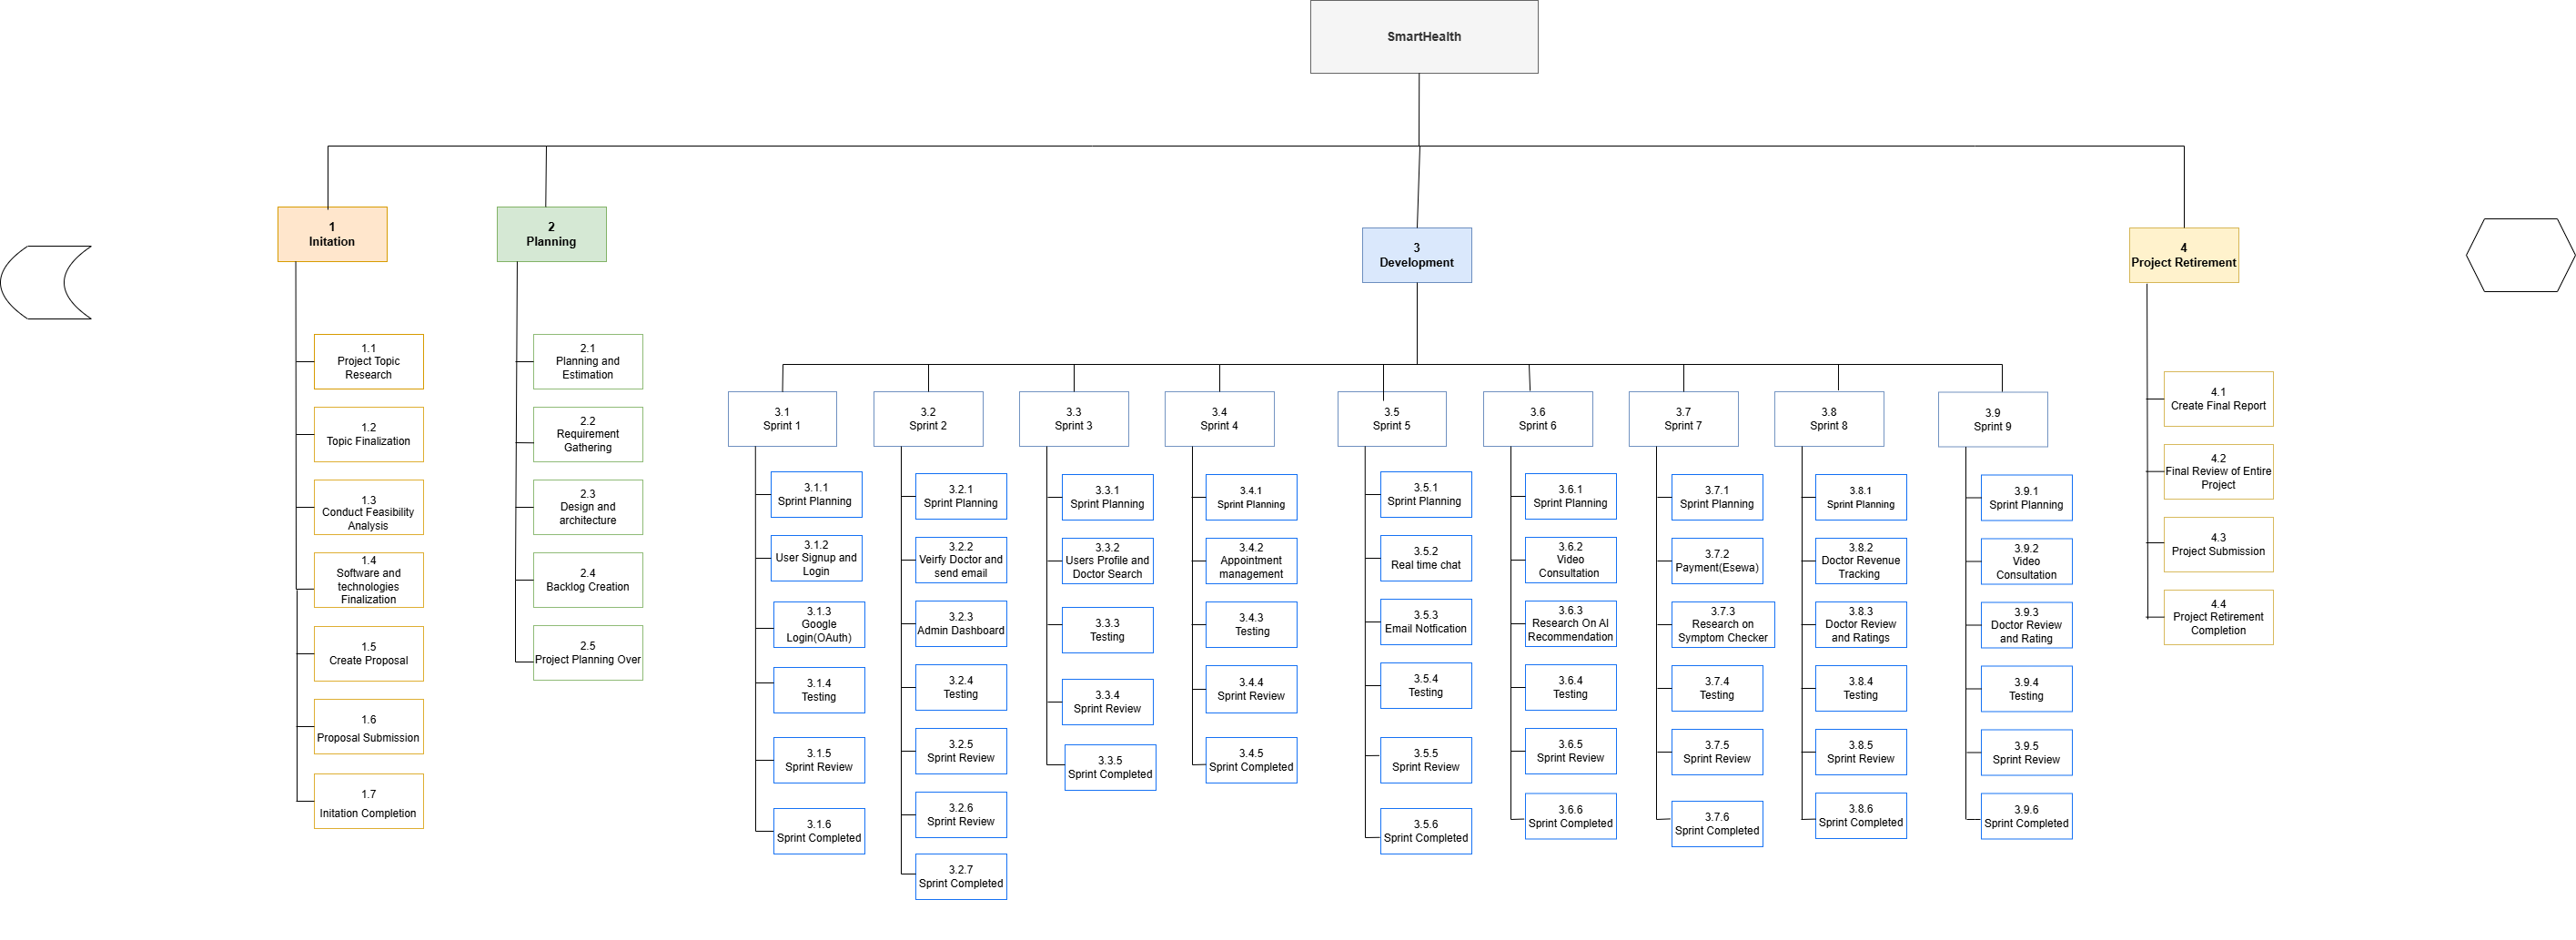 SmartHealth
1
Initation
2
Planning
3
Development
4
Project Retirement
1.1
Project Topic
Research
1.2
Topic Finalization
1.3
Conduct Feasibility
Analysis
1.4
Software and
technologies
Finalization
1.5
Create Proposal
1.6
Proposal Submission
1.7
Initation Completion
2.1
Planning and
Estimation
2.2
Requirement
Gathering
2.3
Design and
architecture
2.4
Backlog Creation
2.5
Project Planning Over
3.1
Sprint 1
3.1.1
Sprint Planning
3.1.2
User Signup and
Login
3.1.3
Google
Login(OAuth)
3.1.4
Testing
3.1.5
Sprint Review
3.1.6
Sprint Completed
3.2
Sprint 2
3.2.1
Sprint Planning
3.2.2
Veirfy Doctor and
send email
3.2.3
Admin Dashboard
3.2.4
Testing
3.2.5
Sprint Review
3.2.6
Sprint Review
3.2.7
Sprint Completed
3.3
Sprint 3
3.3.1
Sprint Planning
3.3.2
Users Profile and
Doctor Search
3.3.3
Testing
3.3.4
Sprint Review
3.3.5
Sprint Completed
3.4
Sprint 4
3.4.1
Sprint Planning
3.4.2
Appointment
management
3.4.3
Testing
3.4.4
Sprint Review
3.4.5
Sprint Completed
3.5
Sprint 5
3.5.1
Sprint Planning
3.5.2
Real time chat
3.5.3
Email Notfication
3.5.4
Testing
3.5.5
Sprint Review
3.5.6
Sprint Completed
3.6
Sprint 6
3.6.1
Sprint Planning
3.6.2
Video
Consultation
3.6.3
Research On AI
Recommendation
3.6.4
Testing
3.6.5
Sprint Review
3.6.6
Sprint Completed
3.7
Sprint 7
3.7.1
Sprint Planning
3.7.2
Payment(Esewa)
3.7.3
Research on
Symptom Checker
3.7.4
Testing
3.7.5
Sprint Review
3.7.6
Sprint Completed
3.8
Sprint 8
3.8.1
Sprint Planning
3.8.2
Doctor Revenue
Tracking
3.8.3
Doctor Review
and Ratings
3.8.4
Testing
3.8.5
Sprint Review
3.8.6
Sprint Completed
3.9
Sprint 9
3.9.1
Sprint Planning
3.9.2
Video
Consultation
3.9.3
Doctor Review
and Rating
3.9.4
Testing
3.9.5
Sprint Review
3.9.6
Sprint Completed
4.1
Create Final Report
4.2
Final Review of Entire
Project
4.3
Project Submission
4.4
Project Retirement
Completion